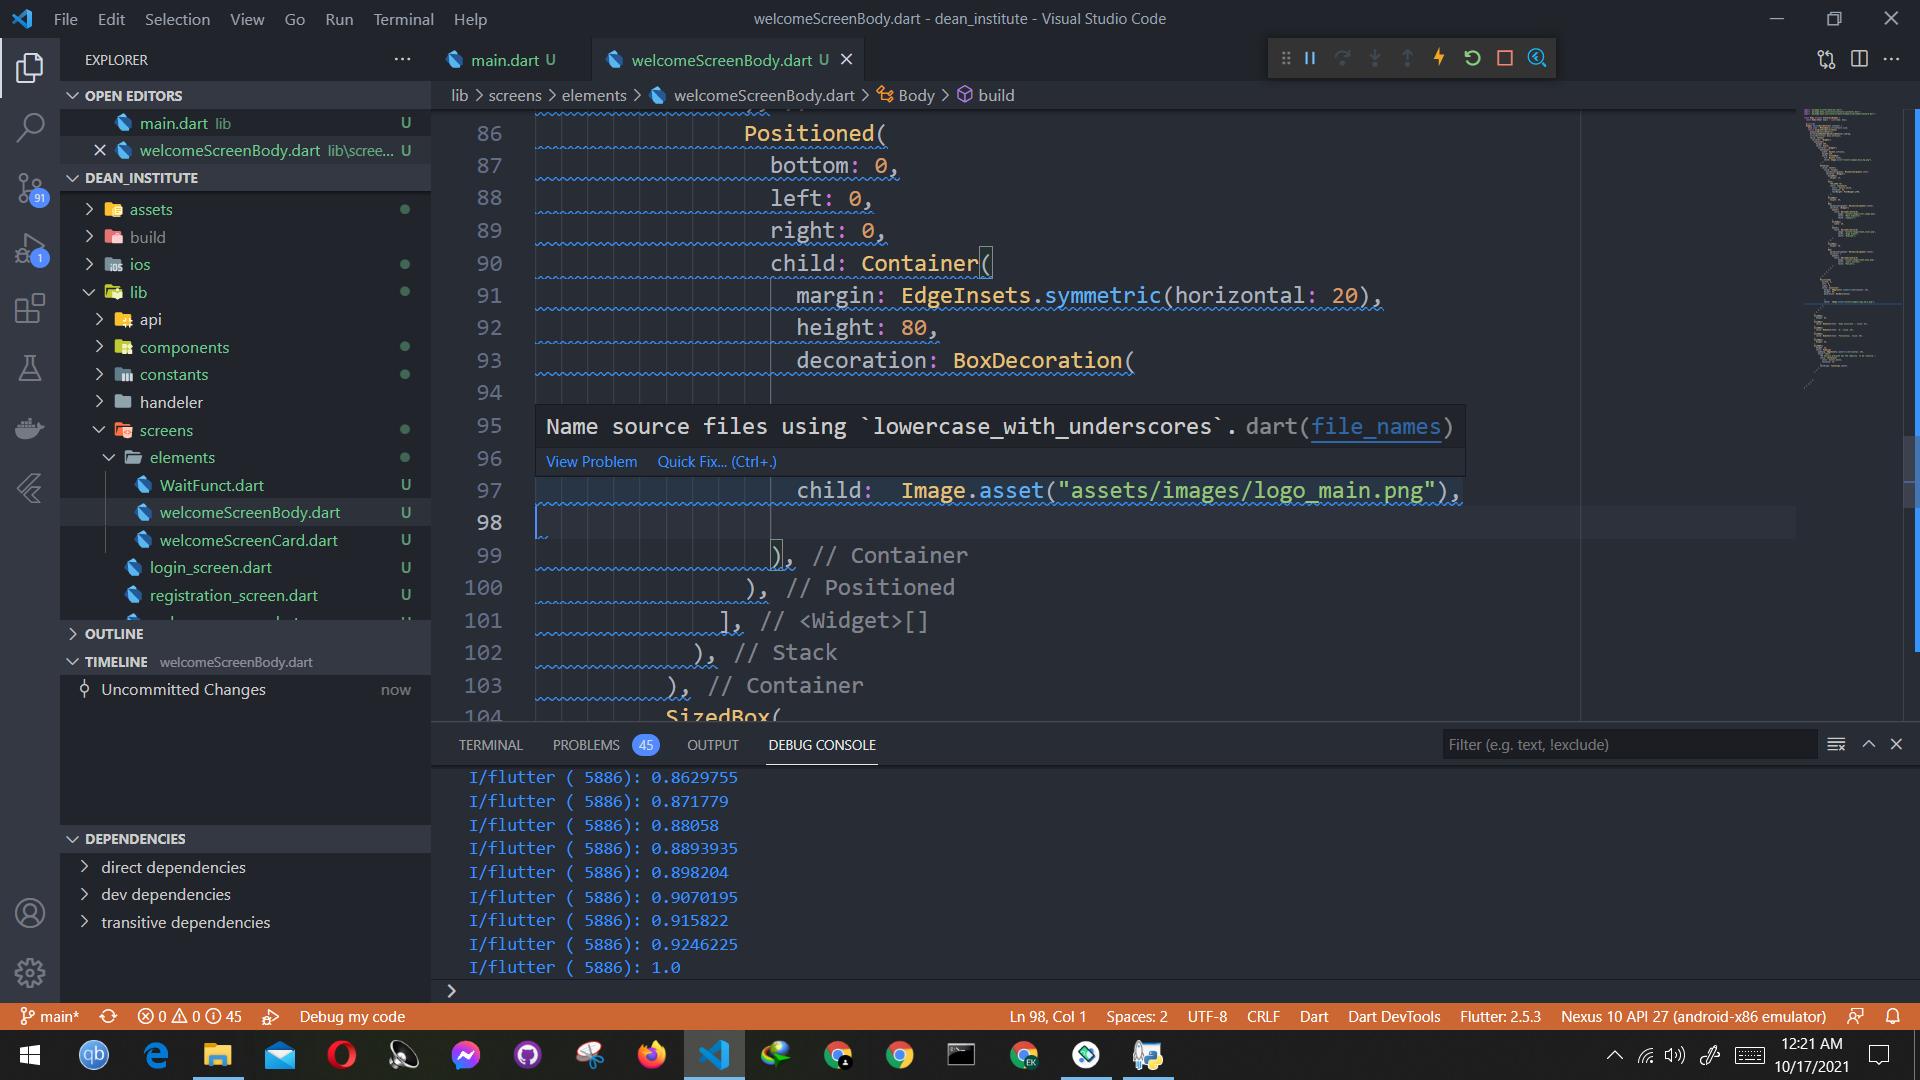 File Edit Selection View Go Run Terminal Help
welcomeScreenBody.dart - dean_institute - Visual Studio Code
EXPLORER
OPEN EDITORS
main.dart lib U
welcomeScreenBody.dart lib\scree... U
DEAN_INSTITUTE
assets
build
ios
lib
api
components
constants
handeler
screens
elements
WaitFunct.dart U
welcomeScreenBody.dart U
welcomeScreenCard.dart U
login_screen.dart U
registration_screen.dart U
OUTLINE
TIMELINE welcomeScreenBody.dart
Uncommitted Changes now
DEPENDENCIES
direct dependencies
dev dependencies
transitive dependencies
91
1
main.dart U
welcomeScreenBody.dart U
lib > screens > elements > welcomeScreenBody.dart > Body > build
86 Positioned(
87 bottom: 0,
88 left: 0,
89 right: 0,
90 child: Container(
91 margin: EdgeInsets.symmetric(horizontal: 20),
92 height: 80,
93 decoration: BoxDecoration(
94
95
Name source files using `lowercase_with_underscores`. dart(file_names)
96
View Problem Quick Fix... (Ctrl+.)
97 child: Image.asset("assets/images/logo_main.png"),
98
99 ), // Container
100 ), // Positioned
101 ], // <Widget>[]
102 ), // Stack
103 ), // Container
104 SizedBox(
TERMINAL PROBLEMS 45 OUTPUT DEBUG CONSOLE
Filter (e.g. text, !exclude)
I/flutter ( 5886): 0.8629755
I/flutter ( 5886): 0.871779
I/flutter ( 5886): 0.88058
I/flutter ( 5886): 0.8893935
I/flutter ( 5886): 0.898204
I/flutter ( 5886): 0.9070195
I/flutter ( 5886): 0.915822
I/flutter ( 5886): 0.9246225
I/flutter ( 5886): 1.0
main* 0 0 45 Debug my code
Ln 98, Col 1 Spaces: 2 UTF-8 CRLF Dart Dart DevTools Flutter: 2.5.3 Nexus 10 API 27 (android-x86 emulator)
qb
EK
12:21 AM
10/17/2021